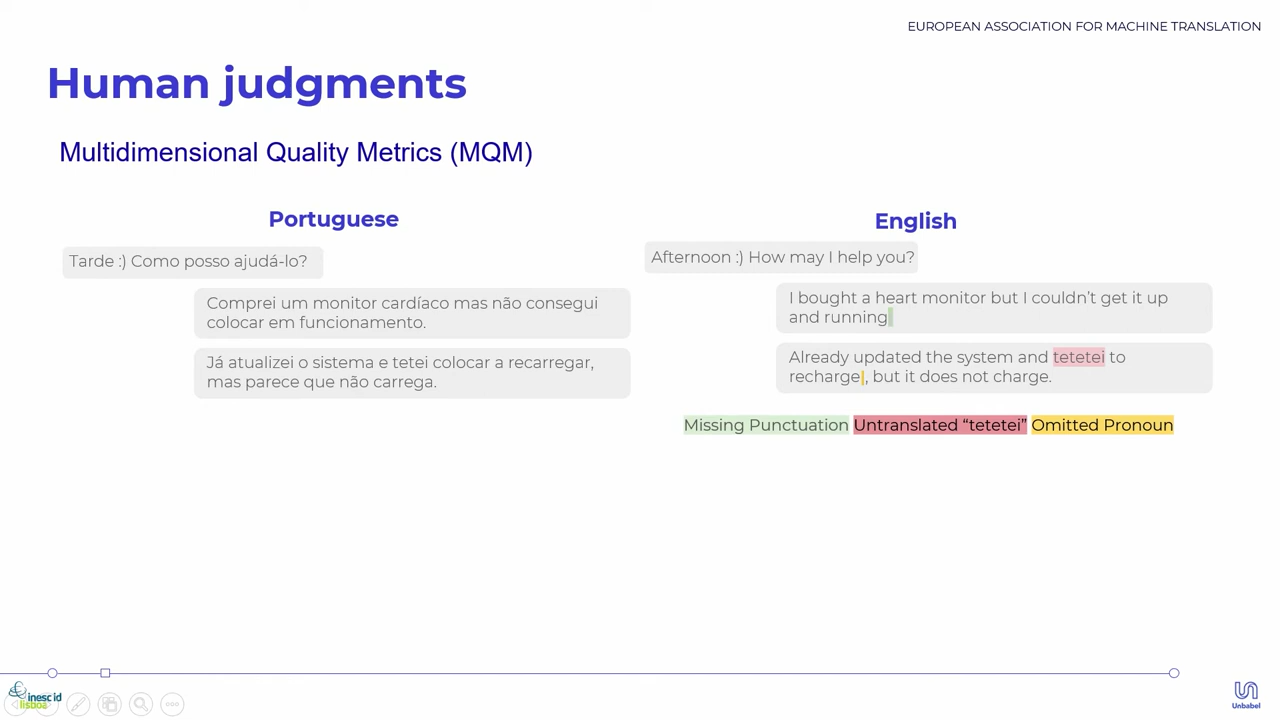 EUROPEAN ASSOCIATION FOR MACHINE TRANSLATION
Human judgments
Multidimensional Quality Metrics (MQM)
Portuguese
Tarde :) Como posso ajudá-lo?
Comprei um monitor cardíaco mas não consegui
colocar em funcionamento.
Já atualizei o sistema e tetei colocar a recarregar,
mas parece que não carrega.
English
Afternoon :) How may I help you?
I bought a heart monitor but I couldn't get it up
and running
Already updated the system and tetetei to
recharge, but it does not charge.
Missing Punctuation Untranslated “tetetei” Omitted Pronoun
inesc id
lisboa
Unbabel